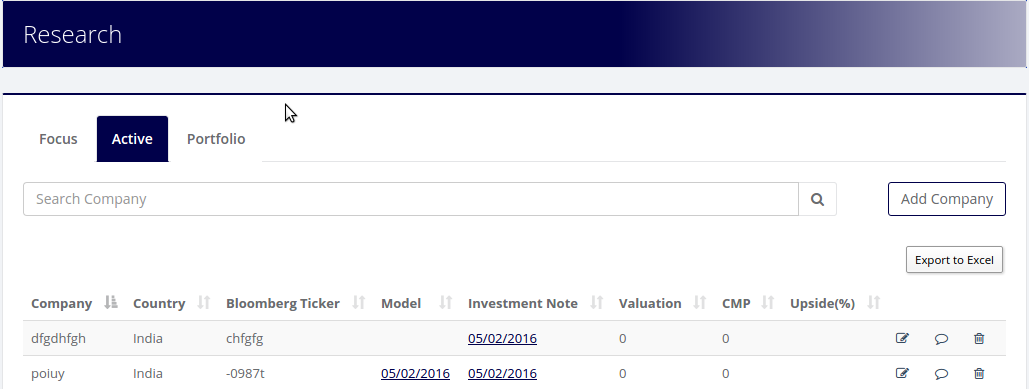 Research
Focus Active Portfolio
Search Company Add Company
Export to Excel
Company Country Bloomberg Ticker Model Investment Note Valuation CMP Upside(%)
dfgdhfgh India chfgfg 05/02/2016 0 0
poiuy India -0987t 05/02/2016 05/02/2016 0 0